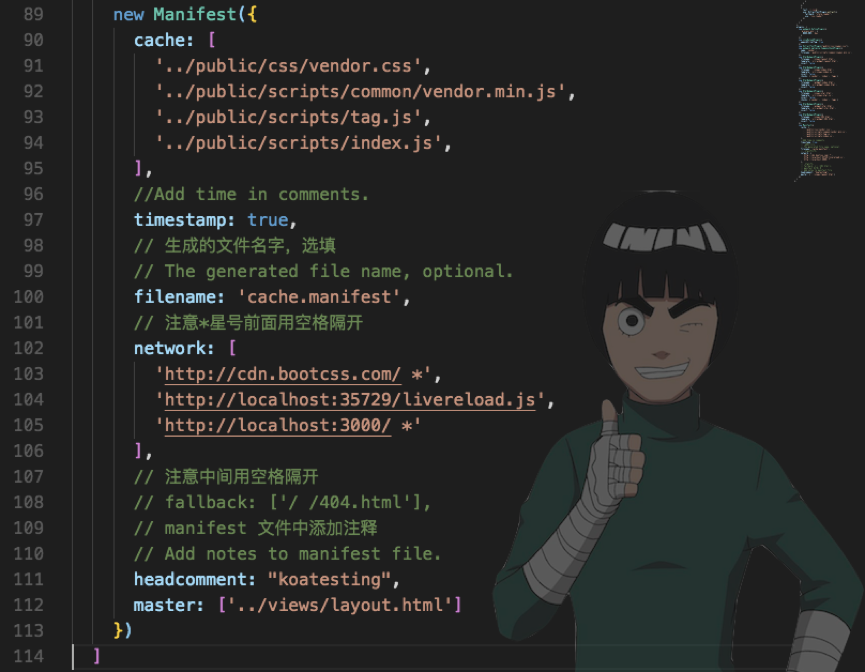 89 new Manifest({
90 cache: [
91 '../public/css/vendor.css',
92 '../public/scripts/common/vendor.min.js',
93 '../public/scripts/tag.js',
94 '../public/scripts/index.js',
95 ],
96 //Add time in comments.
97 timestamp: true,
98 // 生成的文件名字，选填
99 // The generated file name, optional.
100 filename: 'cache.manifest',
101 // 注意*星号前面用空格隔开
102 network: [
103 'http://cdn.bootcss.com/ *',
104 'http://localhost:35729/livereload.js',
105 'http://localhost:3000/ *'
106 ],
107 // 注意中间用空格隔开
108 // fallback: ['/ /404.html'],
109 // manifest 文件中添加注释
110 // Add notes to manifest file.
111 headcomment: "koatesting",
112 master: ['../views/layout.html']
113 })
114 ]